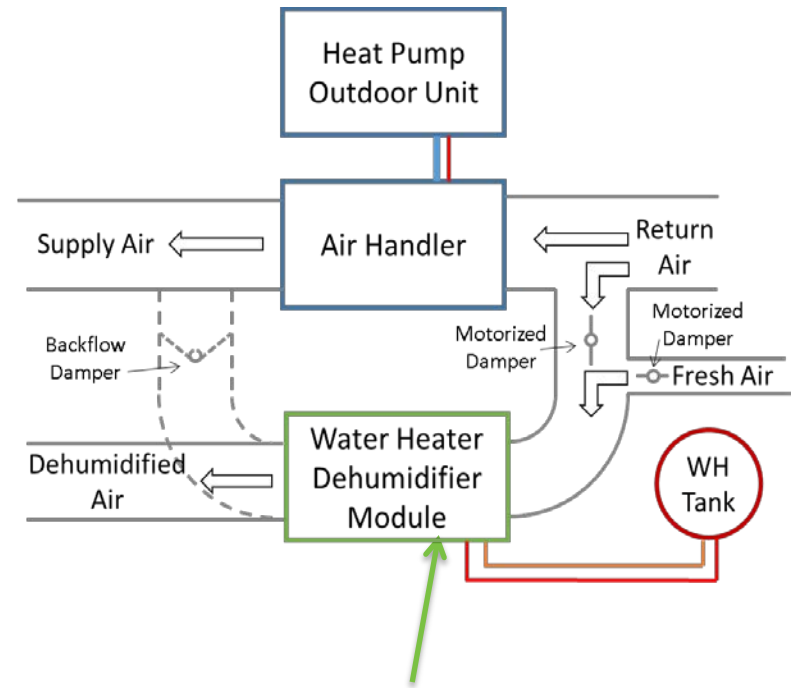 Heat Pump
Outdoor Unit
Supply Air
Air Handler
Return
Air
Backflow
Damper
Motorized
Damper
Motorized
Damper
Fresh Air
Dehumidified
Air
Water Heater
Dehumidifier
Module
WH
Tank